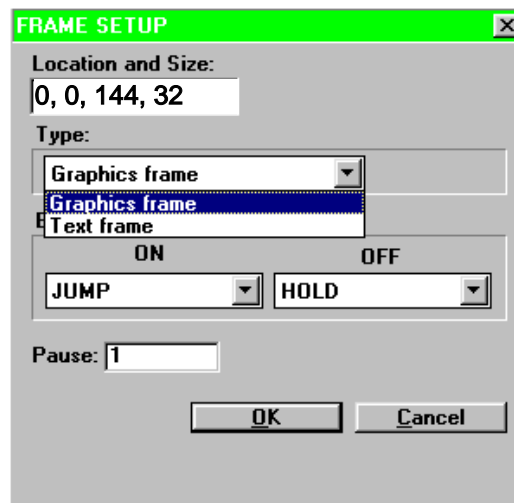 FRAME SETUP
Location and Size:
0, 0, 144, 32
Type:
Graphics frame
Graphics frame
Text frame
ON OFF
JUMP HOLD
Pause: 1
OK Cancel